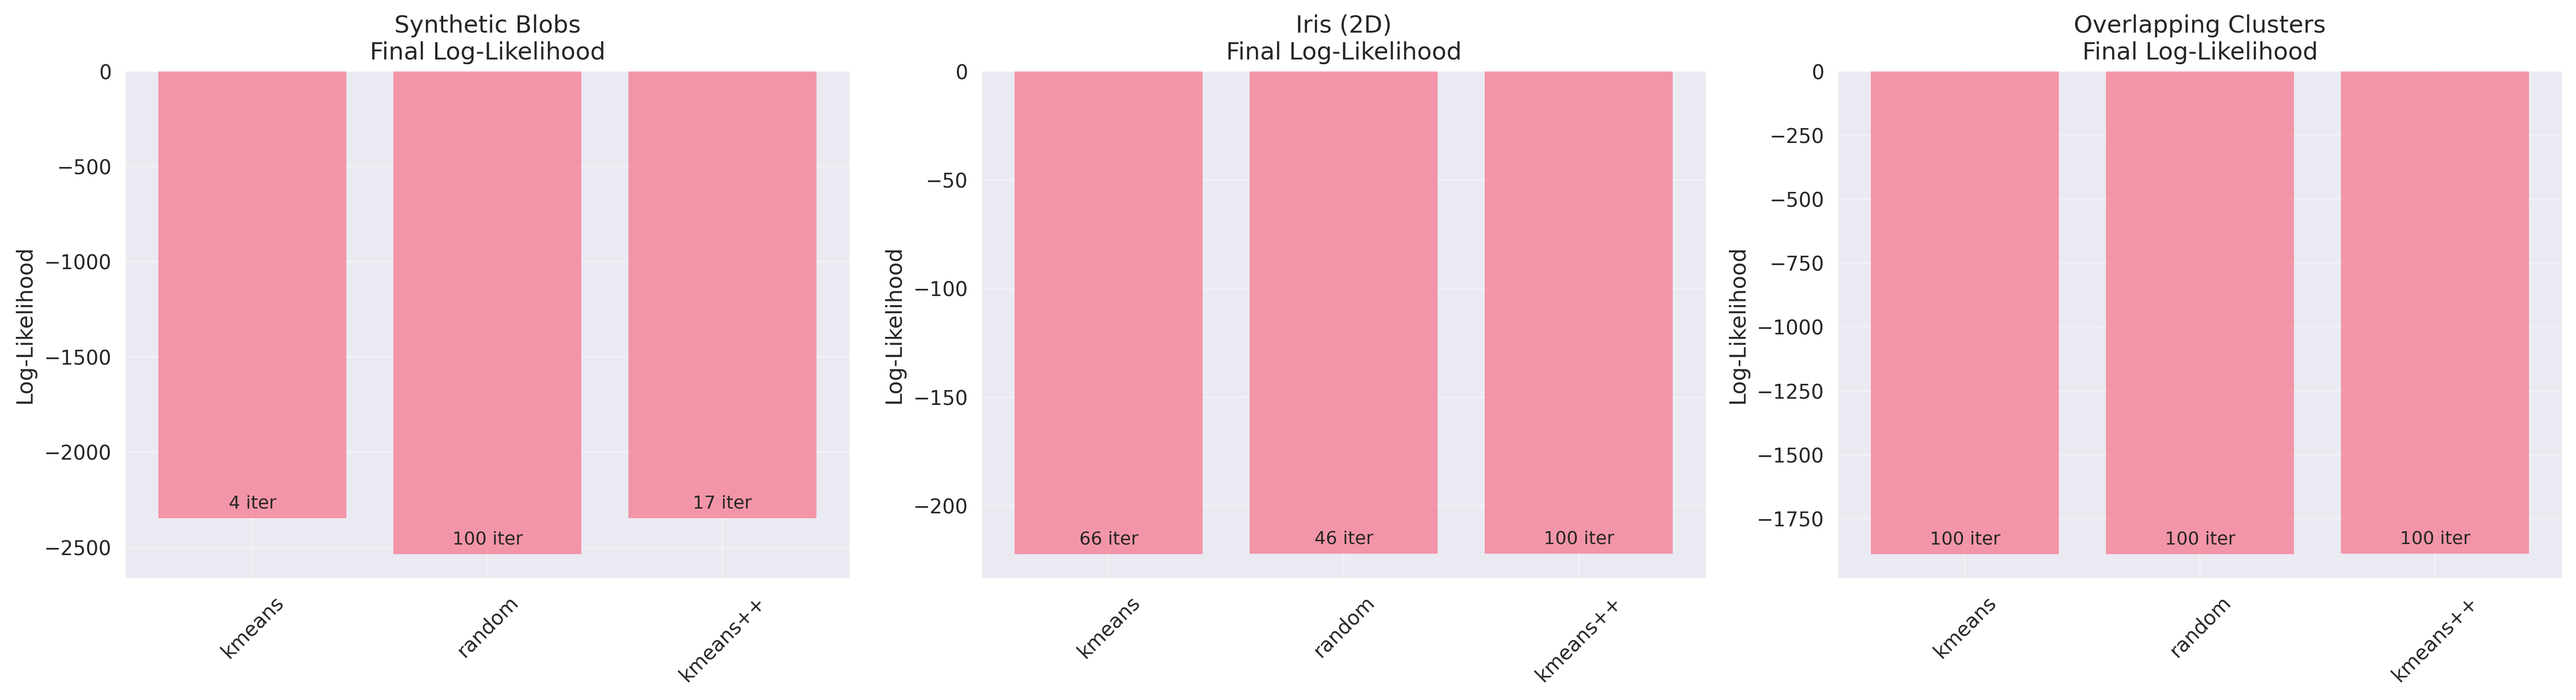 Synthetic Blobs
Final Log-Likelihood
Log-Likelihood
0
−500
−1000
−1500
−2000
−2500
4 iter
100 iter
17 iter
kmeans
random
kmeans++
Iris (2D)
Final Log-Likelihood
Log-Likelihood
0
−50
−100
−150
−200
66 iter
46 iter
100 iter
kmeans
random
kmeans++
Overlapping Clusters
Final Log-Likelihood
Log-Likelihood
0
−250
−500
−750
−1000
−1250
−1500
−1750
100 iter
100 iter
100 iter
kmeans
random
kmeans++